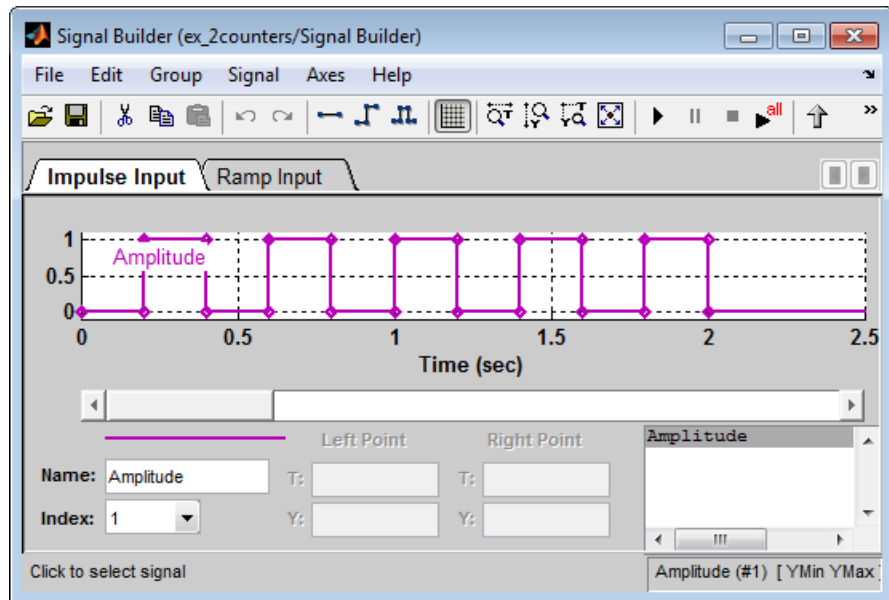 Signal Builder (ex_2counters/Signal Builder)
File Edit Group Signal Axes Help
all
Impulse Input Ramp Input
1
Amplitude
0.5
0
0 0.5 1 1.5 2 2.5
Time (sec)
Left Point Right Point Amplitude
Name: Amplitude T: T:
Index: 1 Y: Y:
Click to select signal Amplitude (#1) [ YMin YMax ]